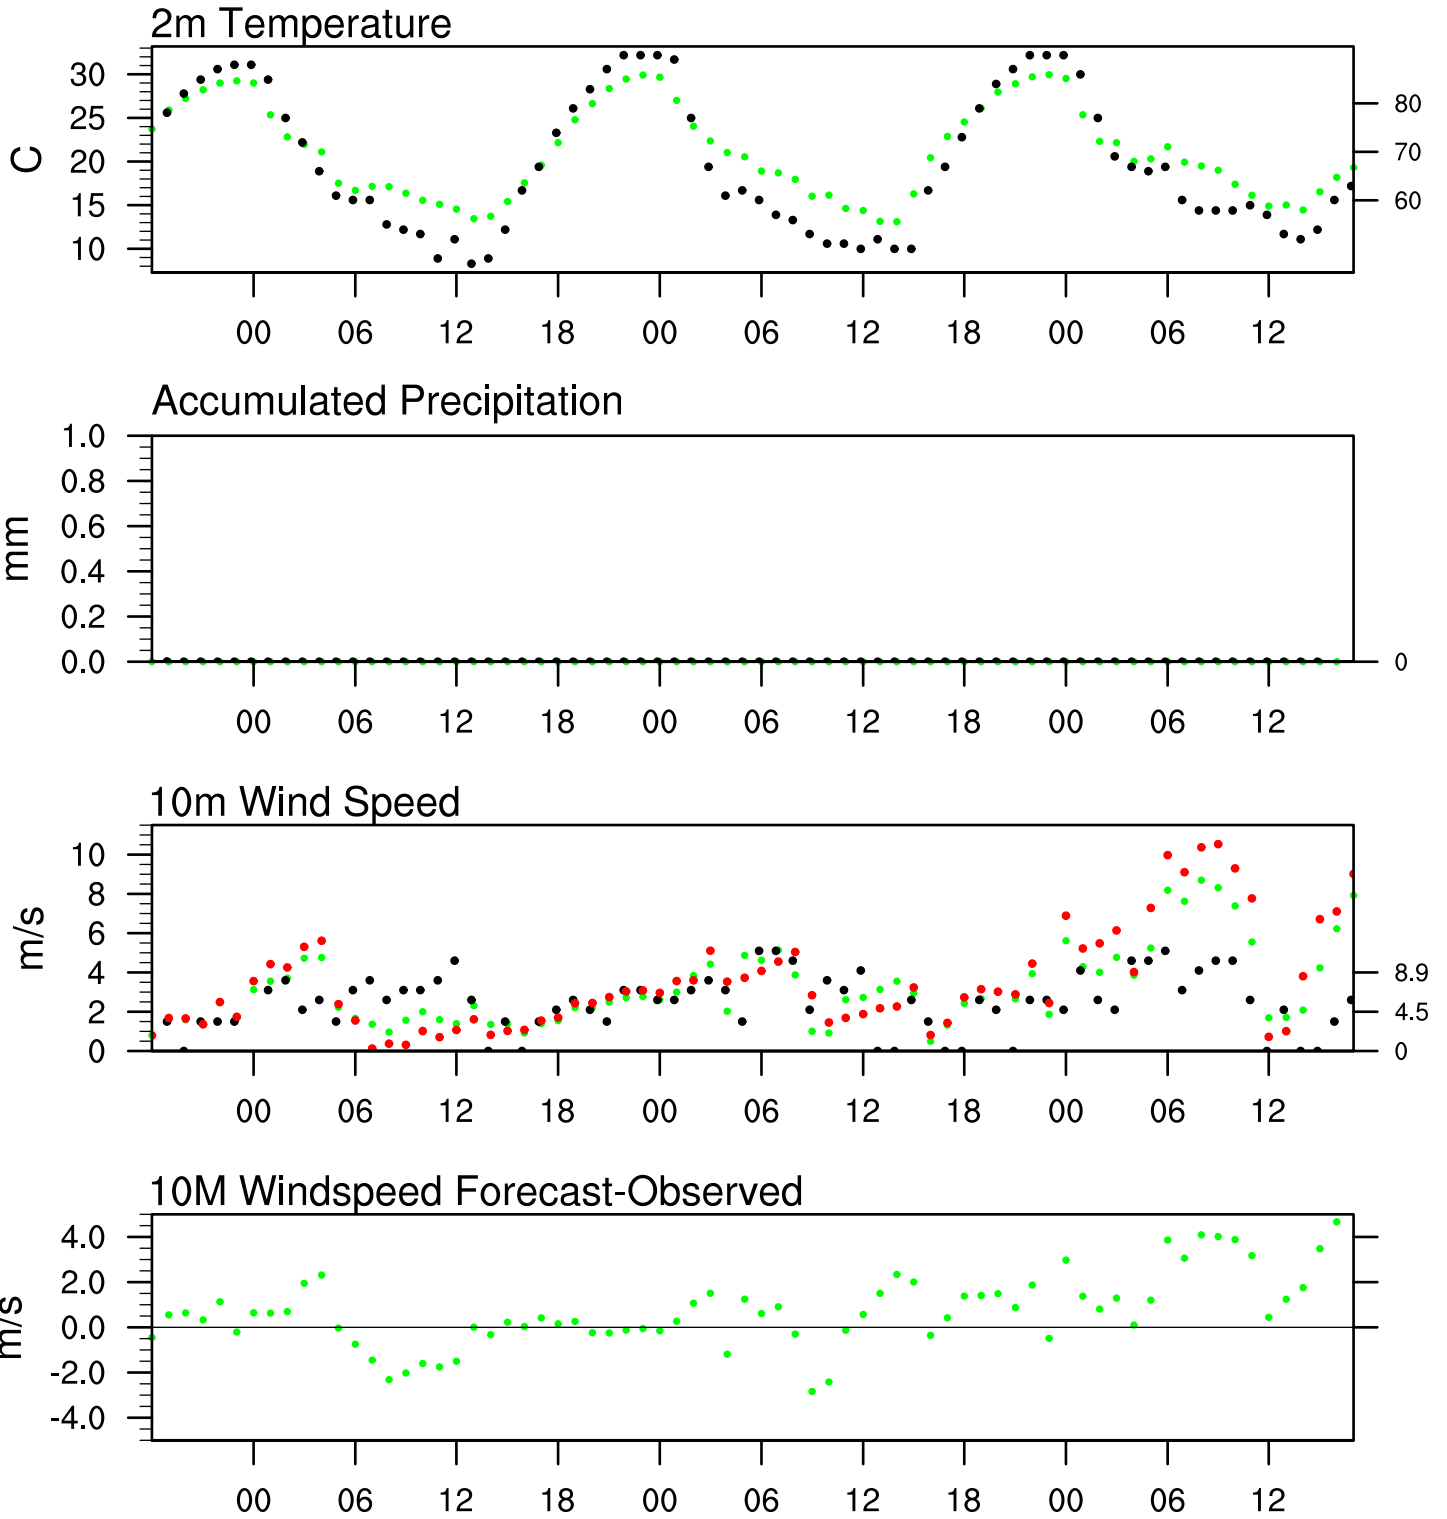 2m Temperature
30
25
20
15
10
C
80
70
60
00 06 12 18 00 06 12 18 00 06 12
Accumulated Precipitation
1.0
0.8
0.6
0.4
0.2
0.0
mm
0
00 06 12 18 00 06 12 18 00 06 12
10m Wind Speed
10
8
6
4
2
0
m/s
8.9
4.5
0
00 06 12 18 00 06 12 18 00 06 12
10M Windspeed Forecast-Observed
4.0
2.0
0.0
-2.0
-4.0
m/s
00 06 12 18 00 06 12 18 00 06 12